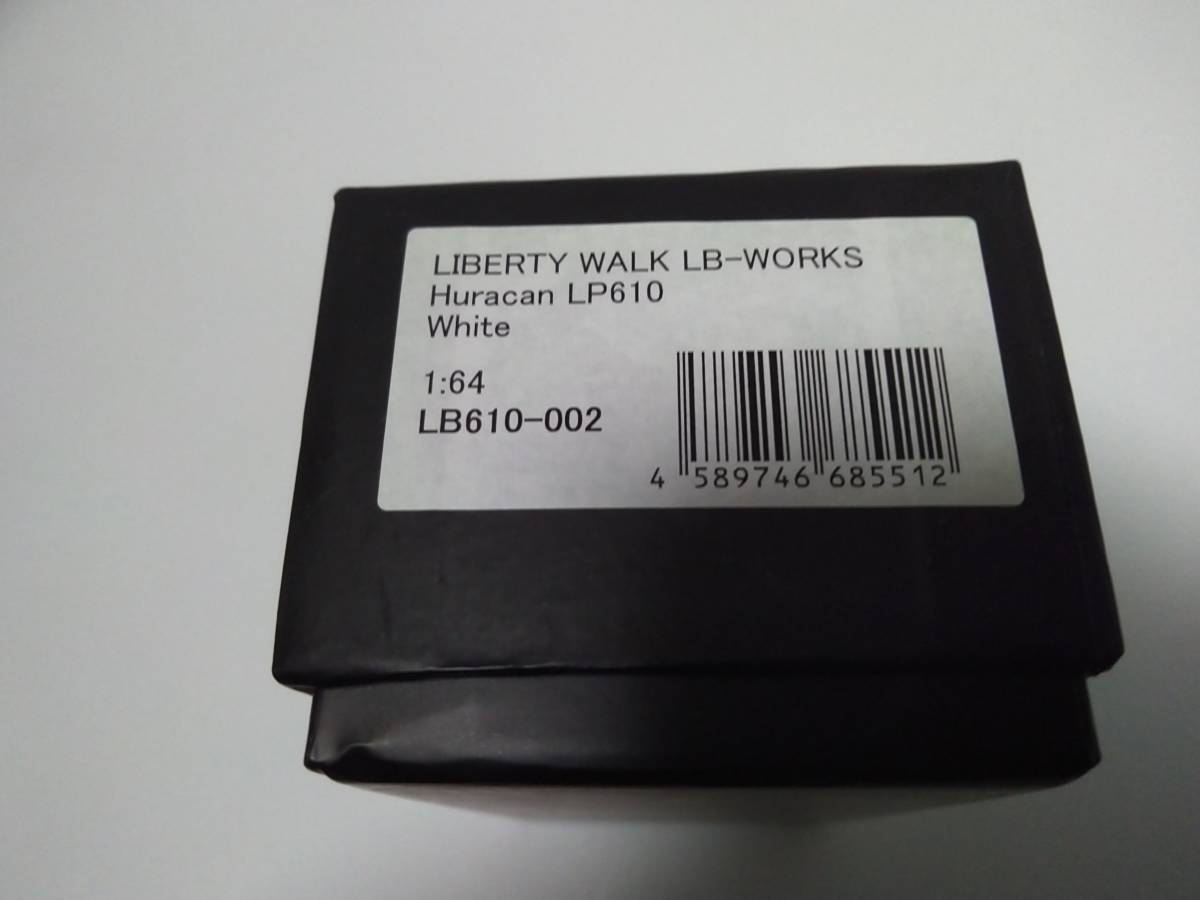 LIBERTY WALK LB-WORKS
Huracan LP610
White
1:64
LB610-002
4 589746 685512